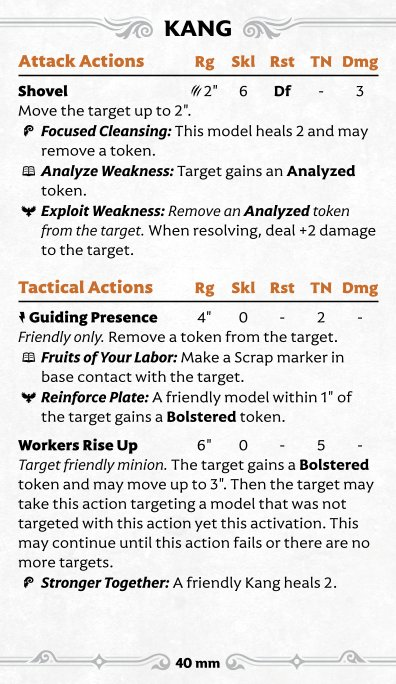 KANG
Attack Actions Rg Skl Rst TN Dmg
Shovel 2" 6 Df - 3
Move the target up to 2".
Focused Cleansing: This model heals 2 and may
remove a token.
Analyze Weakness: Target gains an Analyzed
token.
Exploit Weakness: Remove an Analyzed token
from the target. When resolving, deal +2 damage
to the target.
Tactical Actions Rg Skl Rst TN Dmg
Guiding Presence 4" 0 - 2 -
Friendly only. Remove a token from the target.
Fruits of Your Labor: Make a Scrap marker in
base contact with the target.
Reinforce Plate: A friendly model within 1" of
the target gains a Bolstered token.
Workers Rise Up 6" 0 - 5 -
Target friendly minion. The target gains a Bolstered
token and may move up to 3". Then the target may
take this action targeting a model that was not
targeted with this action yet this activation. This
may continue until this action fails or there are no
more targets.
Stronger Together: A friendly Kang heals 2.
40 mm